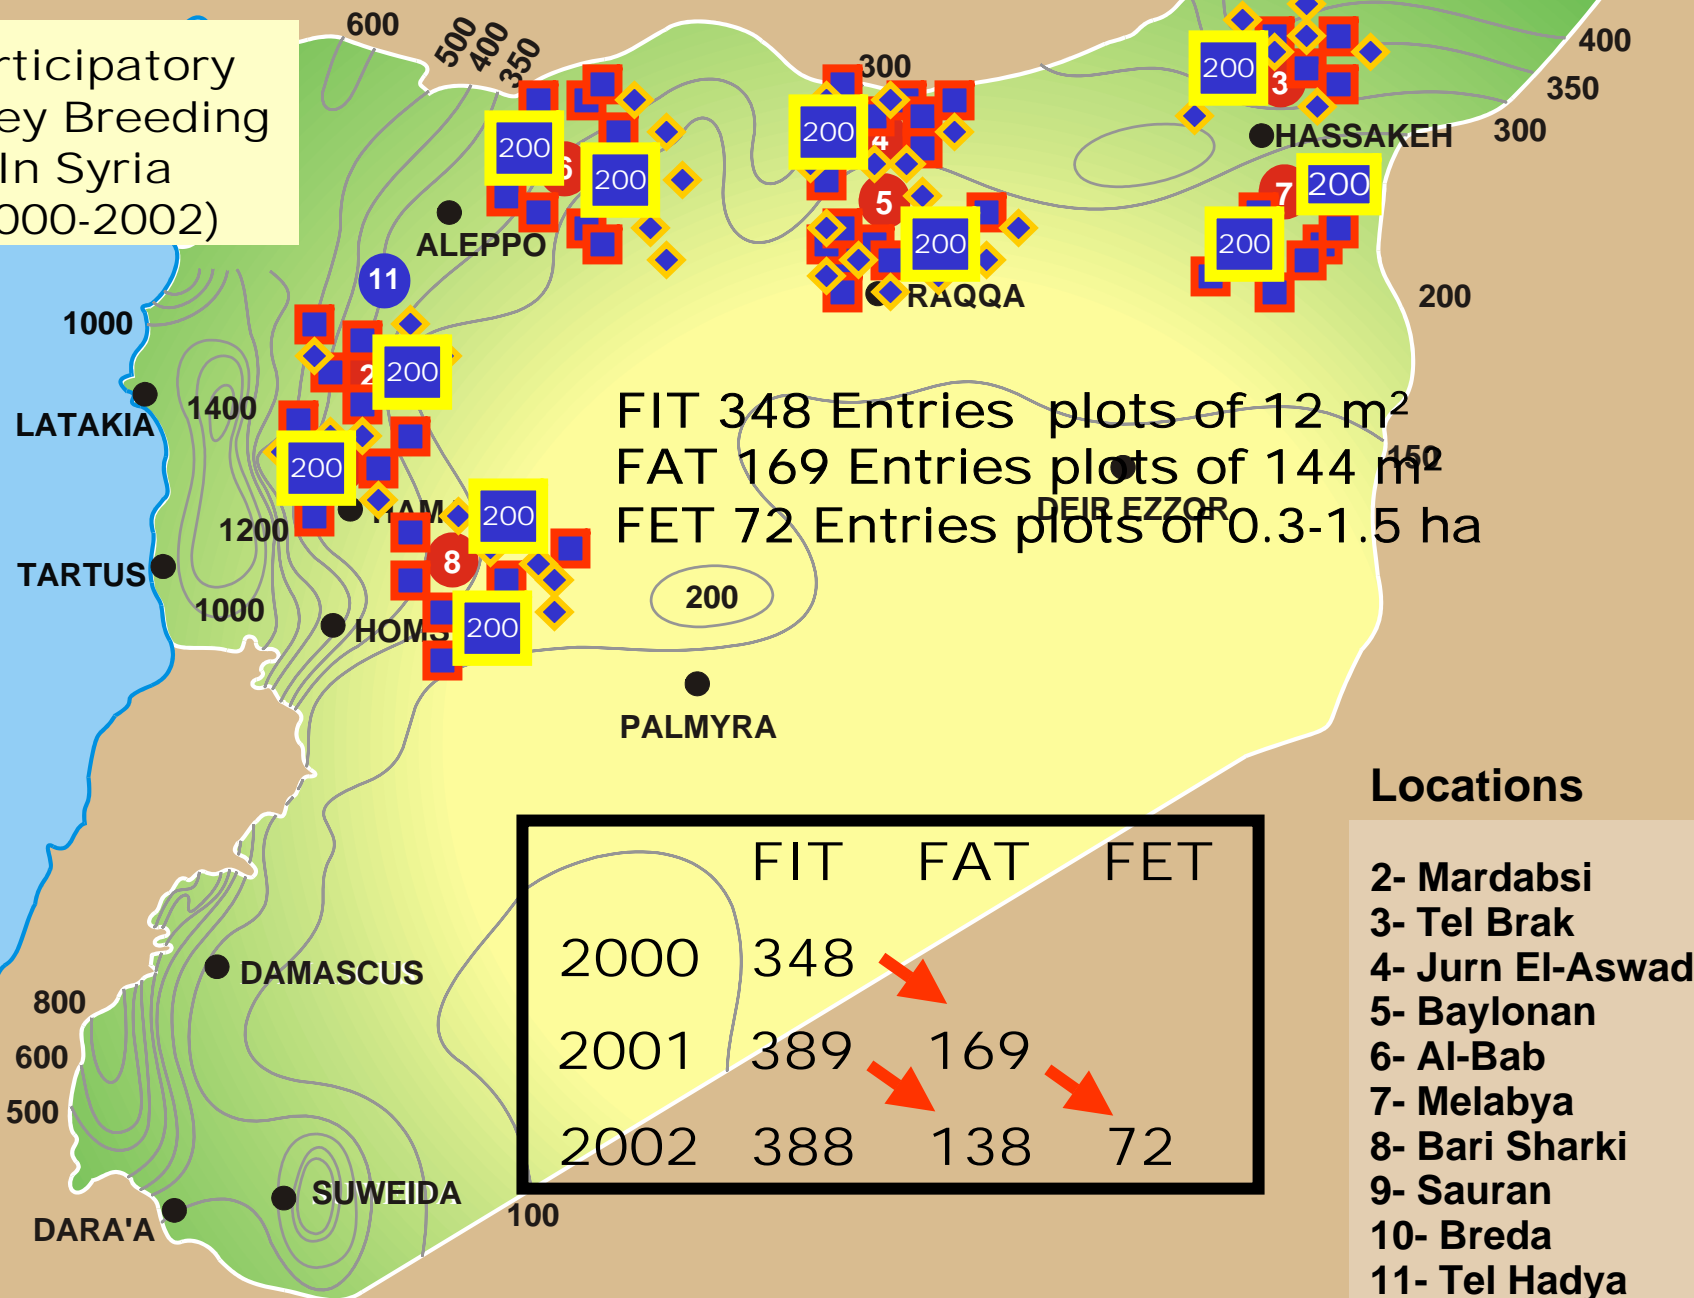 rticipatory
ey Breeding
In Syria
000-2002)
600
500
400
350
300
400
350
300
200
200
200
200
200
200
200
200
200
200
200
200
3
4
5
6
7
HASSAKEH
ALEPPO
11
RAQQA
200
1000
LATAKIA
1400
2
FIT 348 Entries plots of 12 m²
FAT 169 Entries plots of 144 m²
FET 72 Entries plots of 0.3-1.5 ha
150
DEIR EZZOR
HAM
1200
TARTUS
8
1000
HOMS
200
PALMYRA
Locations
2- Mardabsi
3- Tel Brak
4- Jurn El-Aswad
5- Baylonan
6- Al-Bab
7- Melabya
8- Bari Sharki
9- Sauran
10- Breda
11- Tel Hadya
FIT FAT FET
2000 348
2001 389 169
2002 388 138 72
DAMASCUS
800
600
500
SUWEIDA
DARA'A
100